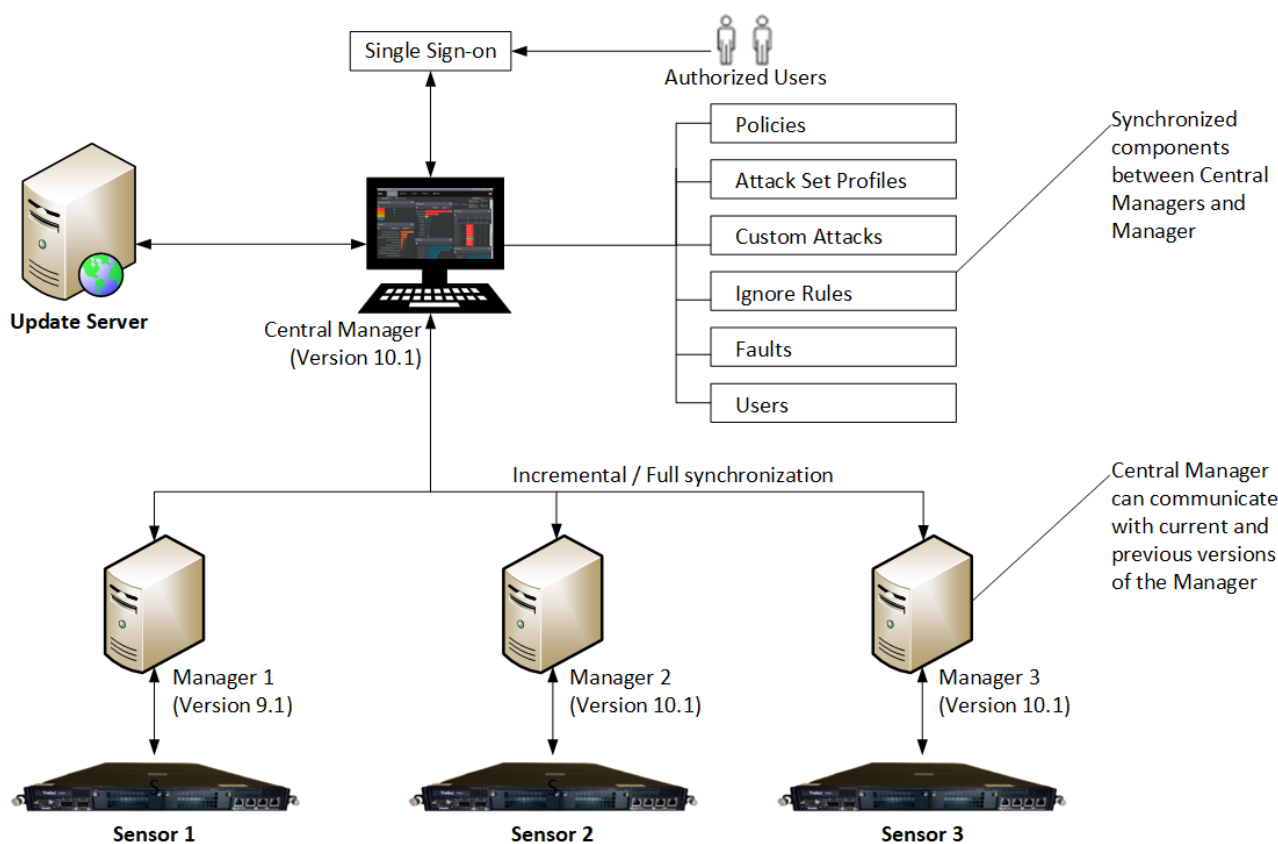 Single Sign-on
Authorized Users
Policies
Attack Set Profiles
Custom Attacks
Ignore Rules
Faults
Users
Synchronized
components
between Central
Managers and
Manager
Update Server
Central Manager
(Version 10.1)
Incremental / Full synchronization
Central Manager
can communicate
with current and
previous versions
of the Manager
Manager 1
(Version 9.1)
Manager 2
(Version 10.1)
Manager 3
(Version 10.1)
S
S
Sensor 1
Sensor 2
Sensor 3